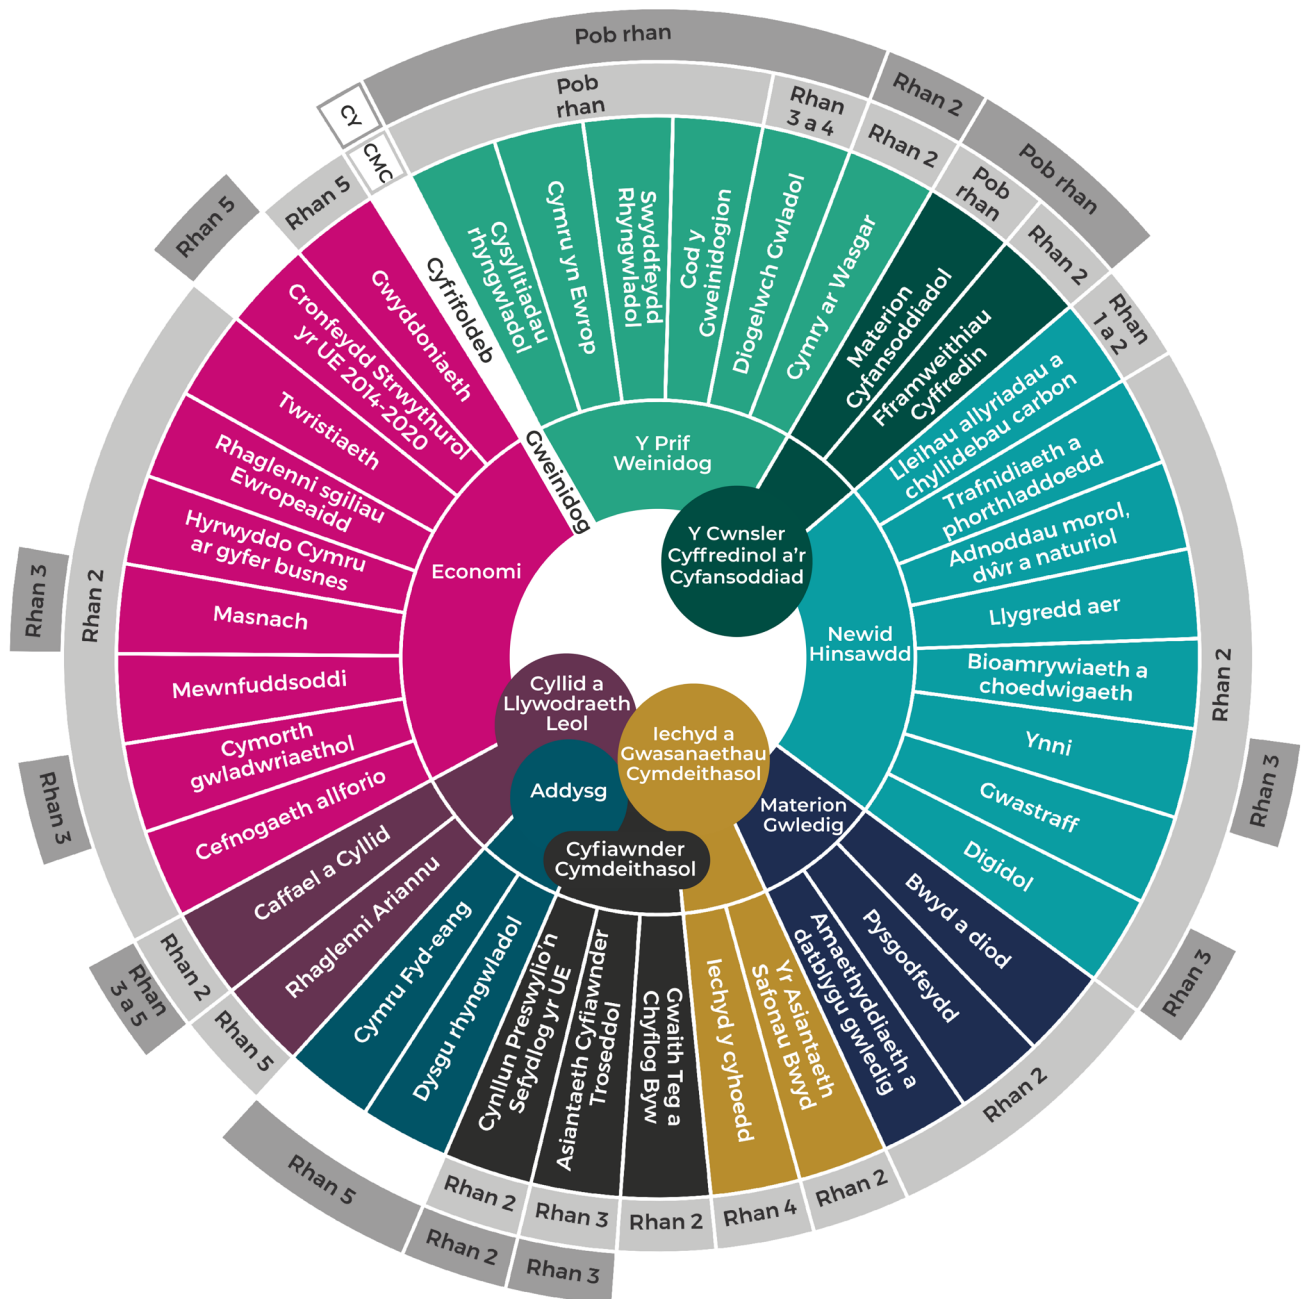 Pob rhan
Rhan 2
Pob rhan
Rhan 3
Rhan 3
Rhan 3
Rhan 2
Rhan 5
Rhan
3 a 5
Rhan 3
Rhan 3
Rhan 5
CY
CMC
Pob
rhan
Rhan
3 a 4
Rhan 2
Pob
rhan
Rhan 2
Rhan
1 a 2
Rhan 2
Rhan 2
Rhan 2
Rhan 4
Rhan 2
Rhan 3
Rhan 2
Rhan 5
Rhan 2
Rhan 2
Rhan 5
Cyfrifoldeb
Gweinidog
Y Prif
Weinidog
Cysylltiadau
rhyngwladol
Cymru yn Ewrop
Swyddfeydd
Rhyngwladol
Cod y
Gweinidogion
Diogelwch Gwladol
Cymry ar Wasgar
Y Cwnsler
Cyffredinol a’r
Cyfansoddiad
Materion
Cyfansoddiadol
Fframweithiau
Cyffredin
Newid
Hinsawdd
Lleihau allyriadau a
chyllidebau carbon
Trafnidiaeth a
phorthladdoedd
Adnoddau morol,
dŵr a naturiol
Llygredd aer
Bioamrywiaeth a
choedwigaeth
Ynni
Gwastraff
Digidol
Materion
Gwledig
Bwyd a diod
Pysgodfeydd
Amaethyddiaeth a
datblygu gwledig
Iechyd a
Gwasanaethau
Cymdeithasol
Yr Asiantaeth
Safonau Bwyd
Iechyd y cyhoedd
Cyfiawnder
Cymdeithasol
Gwaith Teg a
Chyflog Byw
Asiantaeth Cyfiawnder
Troseddol
Cynllun Preswylio’n
Sefydlog yr UE
Addysg
Dysgu rhyngwladol
Cymru Fyd-eang
Cyllid a
Llywodraeth
Leol
Rhaglenni Ariannu
Caffael a Cyllid
Economi
Cefnogaeth allforio
Cymorth
gwladwriaethol
Mewnfuddsoddi
Masnach
Hyrwyddo Cymru
ar gyfer busnes
Rhaglenni sgiliau
Ewropeaidd
Twristiaeth
Cronfeydd Strwythurol
yr UE 2014-2020
Gwyddoniaeth